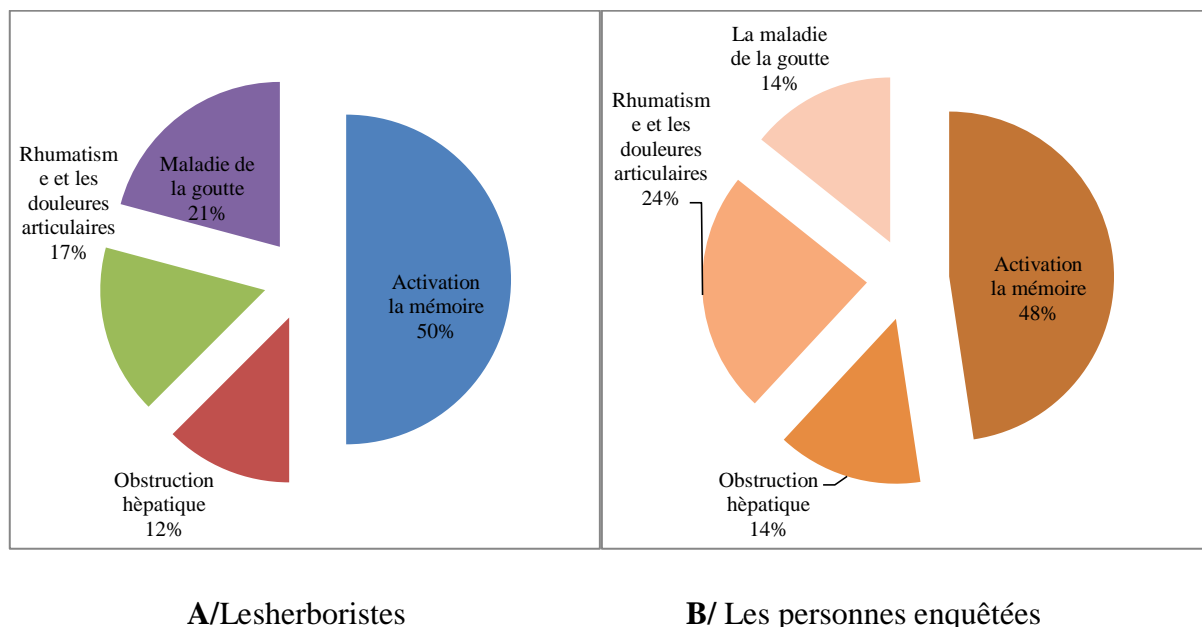 Maladie de
la goutte
21%
Rhumatism
e et les
douleures
articulaires
17%
Activation
la mémoire
50%
Obstruction
hèpatique
12%
La maladie
de la goutte
14%
Rhumatism
e et les
douleures
articulaires
24%
Activation
la mémoire
48%
Obstruction
hèpatique
14%
A/Lesherboristes
B/ Les personnes enquêtées